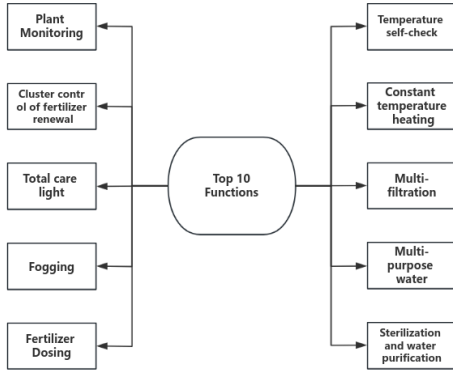 Plant
Monitoring
Cluster contr
ol of fertilizer
renewal
Total care
light
Fogging
Fertilizer
Dosing
Top 10
Functions
Temperature
self-check
Constant
temperature
heating
Multi-
filtration
Multi-
purpose
water
Sterilization
and water
purification